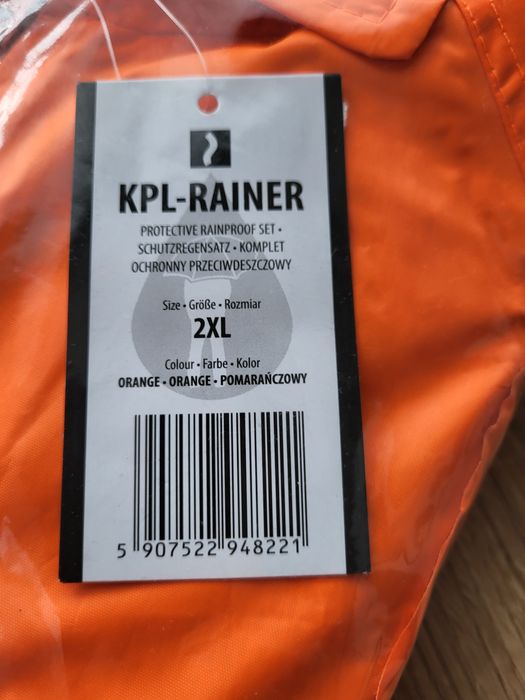 KPL-RAINER
PROTECTIVE RAINPROOF SET •
SCHUTZREGENSATZ • KOMPLET
OCHRONNY PRZECIWDESZCZOWY
Size • Größe • Rozmiar
2XL
Colour • Farbe • Kolor
ORANGE • ORANGE • POMARAŃCZOWY
5 907522 948221